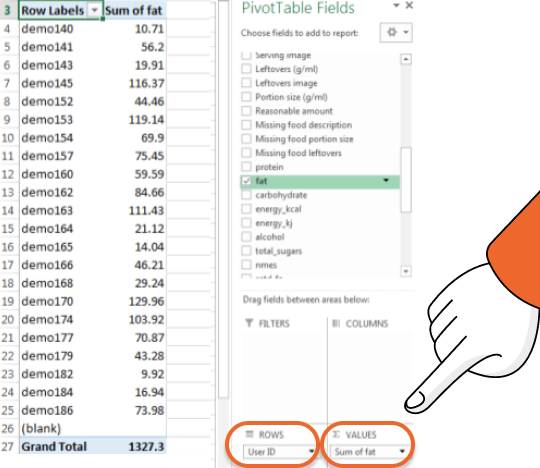 3 Row Labels Sum of fat
4 demo140 10.71
5 demo141 56.2
6 demo143 19.91
7 demo145 116.37
8 demo152 44.46
9 demo153 119.14
10 demo154 69.9
11 demo157 75.45
12 demo160 59.59
13 demo162 84.66
14 demo163 111.43
15 demo164 21.12
16 demo165 14.04
17 demo166 46.21
18 demo168 29.24
19 demo170 129.96
20 demo174 103.92
21 demo177 70.87
22 demo179 43.28
23 demo182 9.92
24 demo184 16.94
25 demo186 73.98
26 (blank)
27 Grand Total 1327.3
PivotTable Fields
Choose fields to add to report:
Serving image
Leftovers (g/ml)
Leftovers image
Portion size (g/ml)
Reasonable amount
Missing food description
Missing food portion size
Missing food leftovers
protein
fat
carbohydrate
energy_kcal
energy_kj
alcohol
total_sugars
nmes
Drag fields between areas below:
FILTERS
COLUMNS
ROWS
User ID
Σ VALUES
Sum of fat